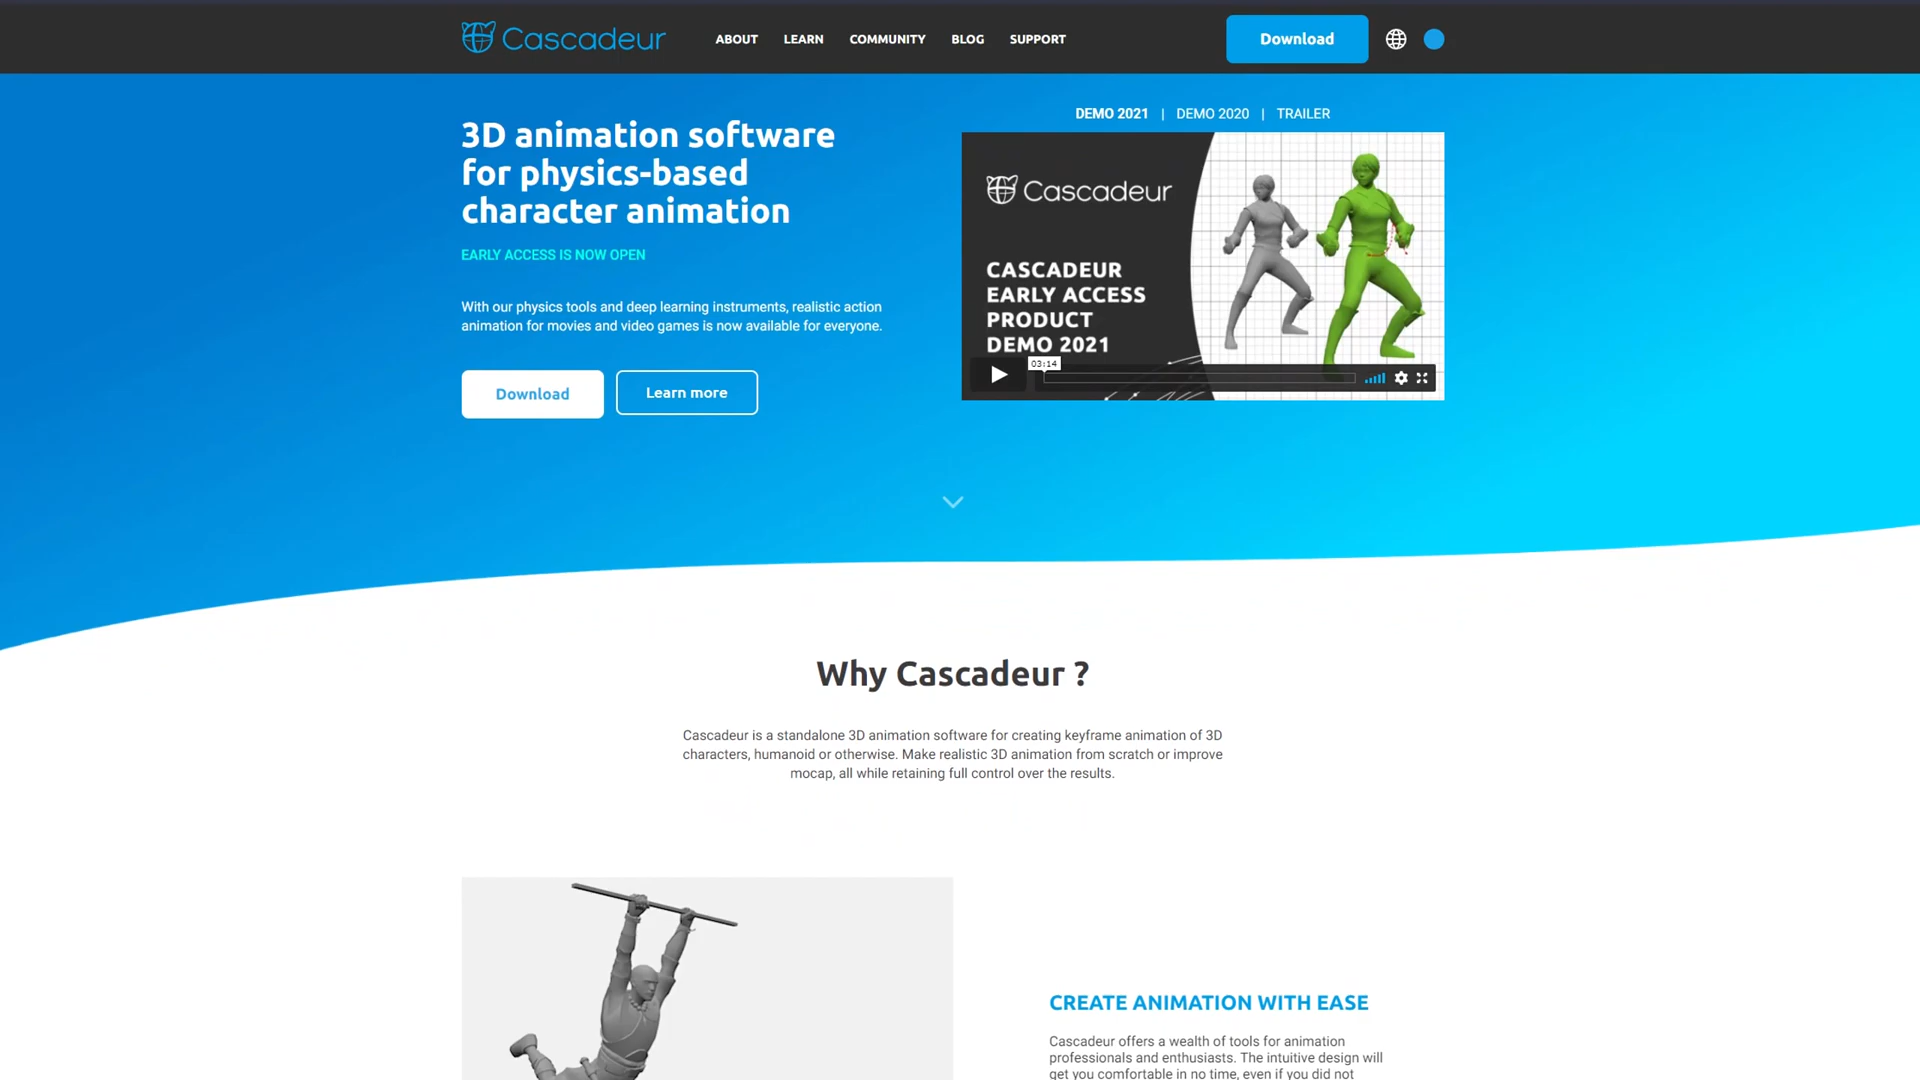 Cascadeur
ABOUT
LEARN
COMMUNITY
BLOG
SUPPORT
Download
3D animation software
for physics-based
character animation
EARLY ACCESS IS NOW OPEN
With our physics tools and deep learning instruments, realistic action
animation for movies and video games is now available for everyone.
Download
Learn more
DEMO 2021 | DEMO 2020 | TRAILER
Cascadeur
CASCADEUR
EARLY ACCESS
PRODUCT
DEMO 2021
03:14
Why Cascadeur ?
Cascadeur is a standalone 3D animation software for creating keyframe animation of 3D
characters, humanoid or otherwise. Make realistic 3D animation from scratch or improve
mocap, all while retaining full control over the results.
CREATE ANIMATION WITH EASE
Cascadeur offers a wealth of tools for animation
professionals and enthusiasts. The intuitive design will
get you comfortable in no time, even if you did not